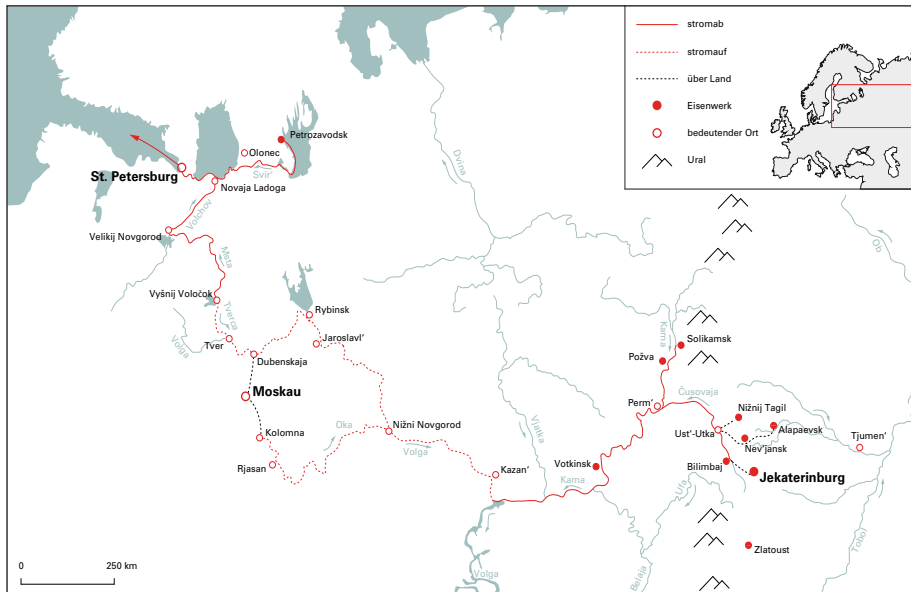 stromab
stromauf
über Land
Eisenwerk
bedeutender Ort
Ural
Petrozavodsk
Olonec
Svir'
St. Petersburg
Novaja Ladoga
Volchov
Velikij Novgorod
Msta
Vyšnij Voločok
Tverca
Volga
Tver
Rybinsk
Jaroslavl'
Dubenskaja
Moskau
Kolomna
Rjasan
Oka
Nižni Novgorod
Volga
Kazan'
Volga
Dvina
Vjatka
Kama
Votkinsk
Kama
Solikamsk
Požva
Perm'
Čusovaja
Nižnij Tagil
Ust'-Utka
Alapaevsk
Nev'jansk
Bilimbaj
Jekaterinburg
Tjumen'
Ufa
Belaja
Zlatoust
Tobol
Ob
0 250 km